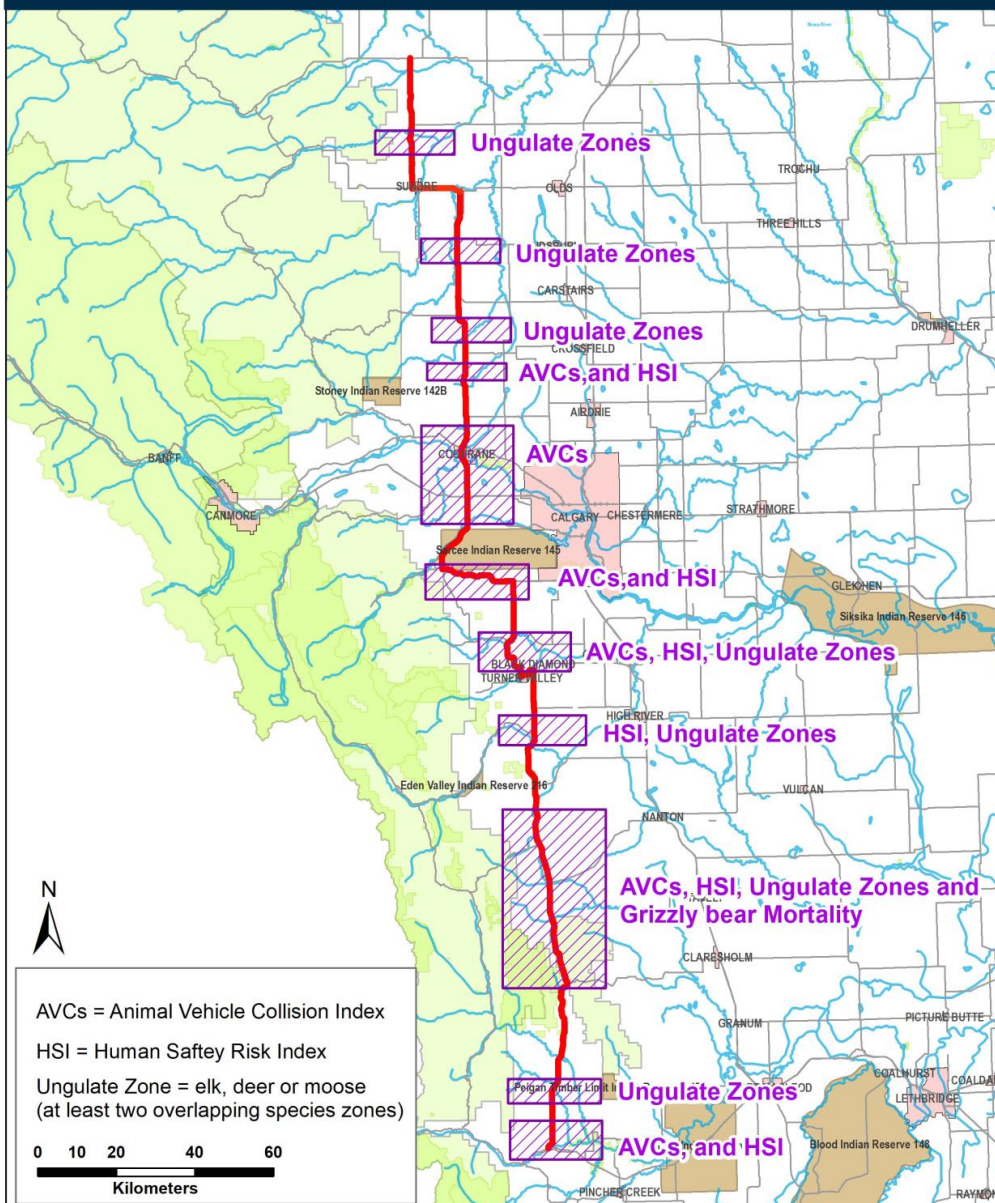 Ungulate Zones
SUNDRE
OLDS
TROCHU
THREE HILLS
Ungulate Zones
CARSTAIRS
Ungulate Zones
DRUMHELLER
CROSSFIELD
AVCs,and HSI
Stoney Indian Reserve 142B
AIRDRIE
BANFF
COCHRANE
AVCs
CANMORE
CALGARY
CHESTERMERE
STRATHMORE
Sarcee Indian Reserve 145
AVCs,and HSI
GLEICHEN
Siksika Indian Reserve 146
AVCs, HSI, Ungulate Zones
BLACK DIAMOND
TURNER VALLEY
HIGH RIVER
HSI, Ungulate Zones
Eden Valley Indian Reserve 216
VULCAN
NANTON
AVCs, HSI, Ungulate Zones and
Grizzly bear Mortality
CLARESHOLM
GRANUM
PICTURE BUTTE
COALHURST
COALDA
LETHBRIDGE
Peigan Timber Limit
Ungulate Zones
Blood Indian Reserve 148
AVCs, and HSI
PINCHER CREEK
RAYMON
N
AVCs = Animal Vehicle Collision Index
HSI = Human Saftey Risk Index
Ungulate Zone = elk, deer or moose
(at least two overlapping species zones)
0 10 20 40 60
Kilometers